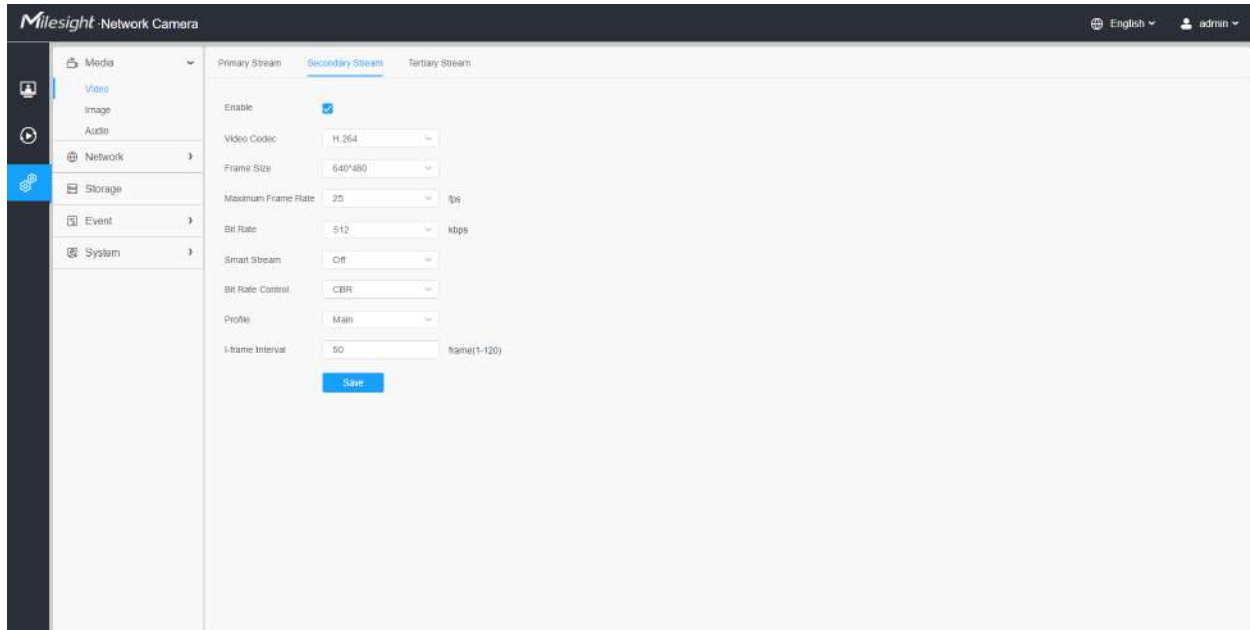 Milesight Network Camera
English
admin
Media
Video
Image
Audio
Network
Storage
Event
System
Primary Stream Secondary Stream Tertiary Stream
Enable
Video Codec H.264
Frame Size 640*480
Maximum Frame Rate 25 fps
Bit Rate 512 kbps
Smart Stream Off
Bit Rate Control CBR
Profile Main
I-frame Interval 50 frame(1-120)
Save